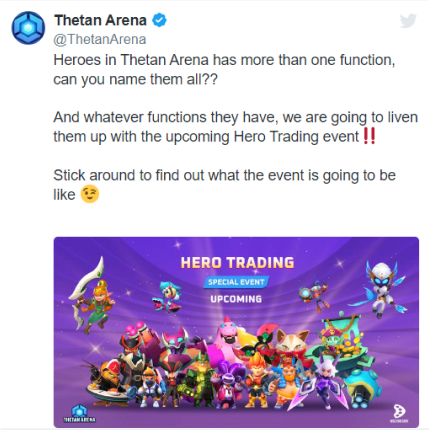 Thetan Arena
@ThetanArena
Heroes in Thetan Arena has more than one function,
can you name them all??
And whatever functions they have, we are going to liven
them up with the upcoming Hero Trading event‼️
Stick around to find out what the event is going to be
like 😉
HERO TRADING
SPECIAL EVENT
UPCOMING
THETAN ARENA